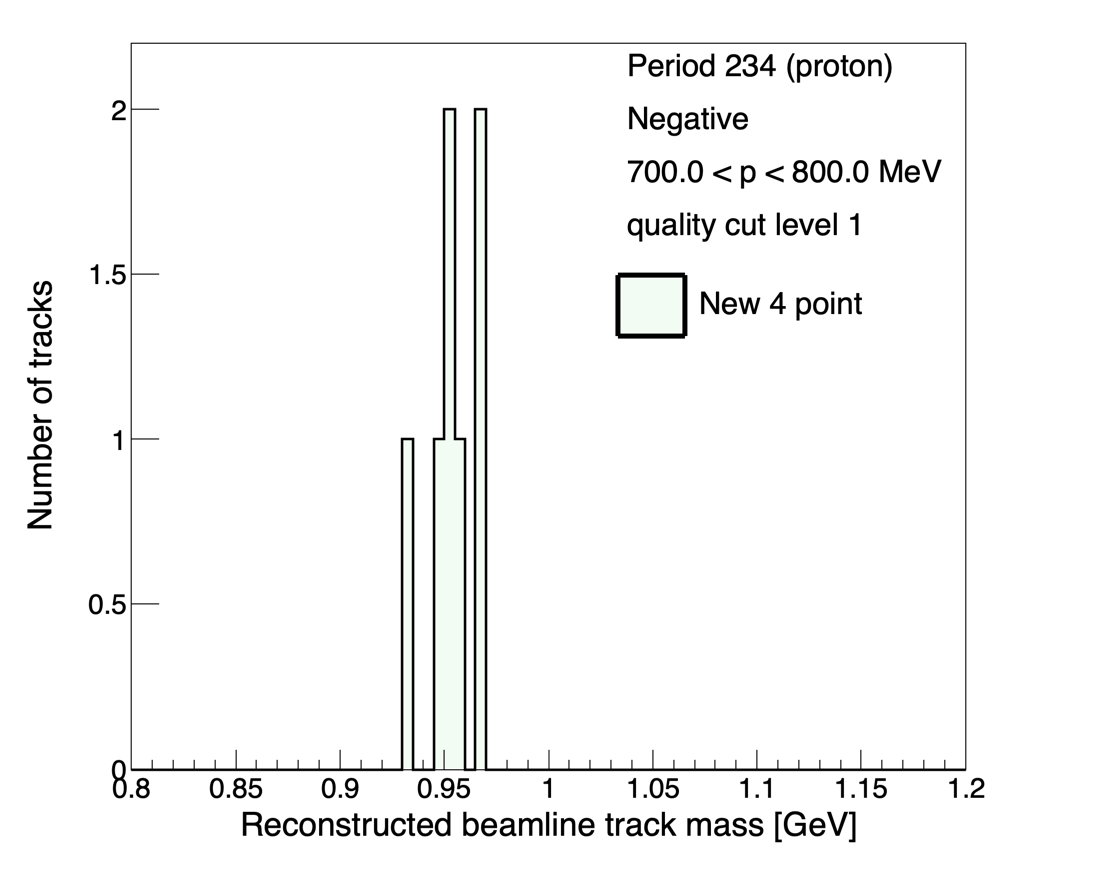 Period 234 (proton)
Negative
700.0 < p < 800.0 MeV
quality cut level 1
New 4 point
Number of tracks
2
1.5
1
0.5
0
0.8 0.85 0.9 0.95 1 1.05 1.1 1.15 1.2
Reconstructed beamline track mass [GeV]